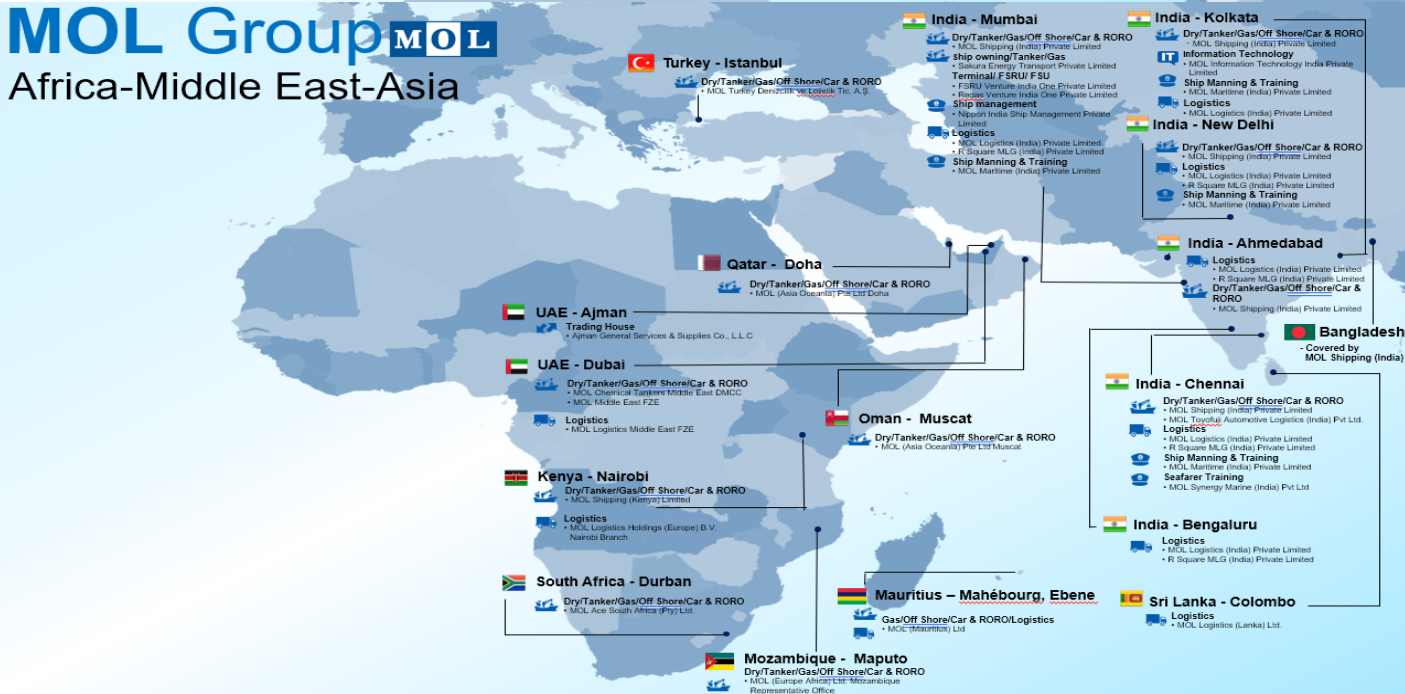 MOL Group MOL
Africa-Middle East-Asia
Turkey - Istanbul
Dry/Tanker/Gas/Off Shore/Car & RORO
• MOL Turkey Denizcilik ve Lojistik Tic. A.Ş.
India - Mumbai
Dry/Tanker/Gas/Off Shore/Car & RORO
• MOL Shipping (India) Private Limited
ship owning/Tanker/Gas
• Sakura Energy Transport Private Limited
Terminal/ FSRU/ FSU
• FSRU Venture India One Private Limited
• Regas Venture India One Private Limited
Ship management
• Nippon India Ship Management Private
Limited
Logistics
• MOL Logistics (India) Private Limited
• R Square MLG (India) Private Limited
Ship Manning & Training
• MOL Maritime (India) Private Limited
India - Kolkata
Dry/Tanker/Gas/Off Shore/Car & RORO
• MOL Shipping (India) Private Limited
IT Information Technology
• MOL Information Technology India Private
Limited
Ship Manning & Training
• MOL Maritime (India) Private Limited
Logistics
• MOL Logistics (India) Private Limited
India - New Delhi
Dry/Tanker/Gas/Off Shore/Car & RORO
• MOL Shipping (India) Private Limited
Logistics
• MOL Logistics (India) Private Limited
• R Square MLG (India) Private Limited
Ship Manning & Training
• MOL Maritime (India) Private Limited
India - Ahmedabad
Logistics
• MOL Logistics (India) Private Limited
• R Square MLG (India) Private Limited
Dry/Tanker/Gas/Off Shore/Car &
RORO
• MOL Shipping (India) Private Limited
Qatar - Doha
Dry/Tanker/Gas/Off Shore/Car & RORO
• MOL (Asia Oceania) Pte Ltd Doha
UAE - Ajman
Trading House
• Ajman General Services & Supplies Co., L.L.C
UAE - Dubai
Dry/Tanker/Gas/Off Shore/Car & RORO
• MOL Chemical Tankers Middle East DMCC
• MOL Middle East FZE
Logistics
• MOL Logistics Middle East FZE
Bangladesh
- Covered by
MOL Shipping (India)
India - Chennai
Dry/Tanker/Gas/Off Shore/Car & RORO
• MOL Shipping (India) Private Limited
• MOL Toyofuji Automotive Logistics (India) Pvt Ltd.
Logistics
• MOL Logistics (India) Private Limited
• R Square MLG (India) Private Limited
Ship Manning & Training
• MOL Maritime (India) Private Limited
Seafarer Training
• MOL Synergy Marine (India) Pvt Ltd
Oman - Muscat
Dry/Tanker/Gas/Off Shore/Car & RORO
• MOL (Asia Oceania) Pte Ltd Muscat
Kenya - Nairobi
Dry/Tanker/Gas/Off Shore/Car & RORO
• MOL Shipping (Kenya) Limited
Logistics
• MOL Logistics Holdings (Europe) B.V.
Nairobi Branch
India - Bengaluru
Logistics
• MOL Logistics (India) Private Limited
• R Square MLG (India) Private Limited
South Africa - Durban
Dry/Tanker/Gas/Off Shore/Car & RORO
• MOL Ace South Africa (Pty) Ltd.
Mauritius – Mahébourg, Ebene
Gas/Off Shore/Car & RORO/Logistics
• MOL (Mauritius) Ltd
Sri Lanka - Colombo
Logistics
• MOL Logistics (Lanka) Ltd.
Mozambique - Maputo
Dry/Tanker/Gas/Off Shore/Car & RORO
• MOL (Europe Africa) Ltd. Mozambique
Representative Office